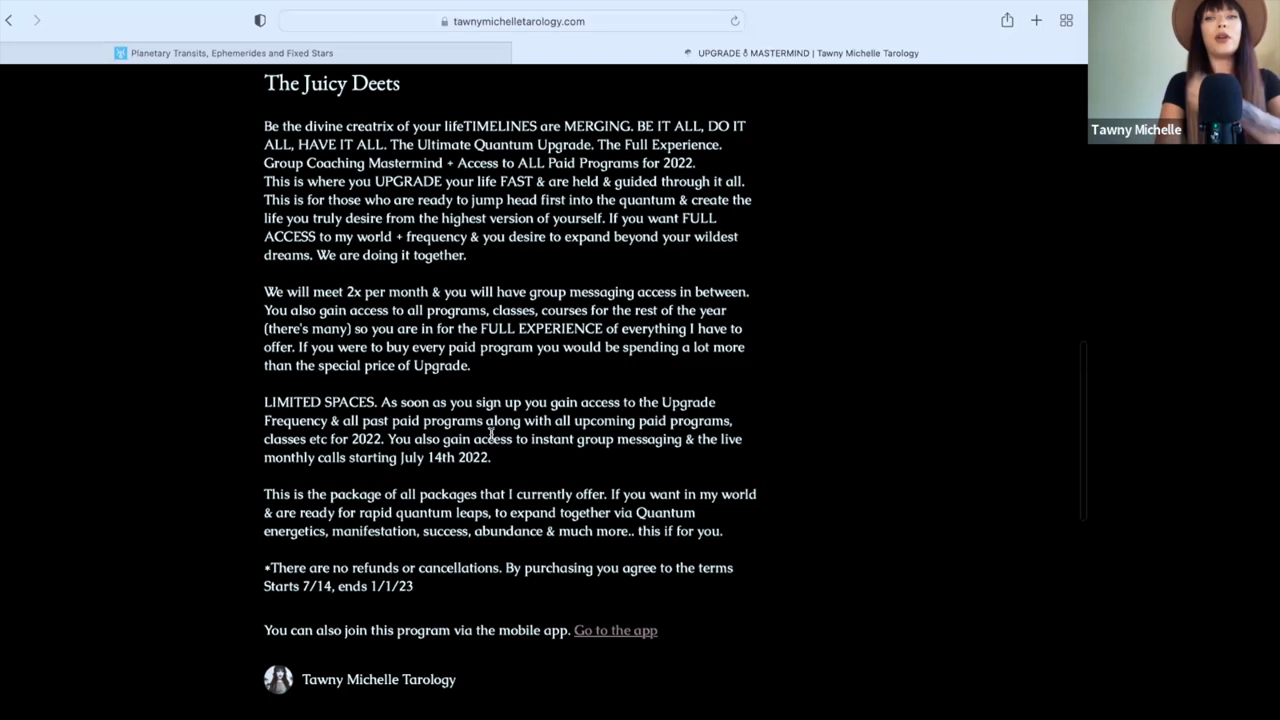 tawnymichelletarology.com
Planetary Transits, Ephemerides and Fixed Stars
UPGRADE MASTERMIND | Tawny Michelle Tarology
Tawny Michelle
The Juicy Deets
Be the divine creatrix of your lifeTIMELINES are MERGING. BE IT ALL, DO IT
ALL, HAVE IT ALL. The Ultimate Quantum Upgrade. The Full Experience.
Group Coaching Mastermind + Access to ALL Paid Programs for 2022.
This is where you UPGRADE your life FAST & are held & guided through it all.
This is for those who are ready to jump head first into the quantum & create the
life you truly desire from the highest version of yourself. If you want FULL
ACCESS to my world + frequency & you desire to expand beyond your wildest
dreams. We are doing it together.
We will meet 2x per month & you will have group messaging access in between.
You also gain access to all programs, classes, courses for the rest of the year
(there's many) so you are in for the FULL EXPERIENCE of everything I have to
offer. If you were to buy every paid program you would be spending a lot more
than the special price of Upgrade.
LIMITED SPACES. As soon as you sign up you gain access to the Upgrade
Frequency & all past paid programs along with all upcoming paid programs,
classes etc for 2022. You also gain access to instant group messaging & the live
monthly calls starting July 14th 2022.
This is the package of all packages that I currently offer. If you want in my world
& are ready for rapid quantum leaps, to expand together via Quantum
energetics, manifestation, success, abundance & much more.. this if for you.
*There are no refunds or cancellations. By purchasing you agree to the terms
Starts 7/14, ends 1/1/23
You can also join this program via the mobile app. Go to the app
Tawny Michelle Tarology